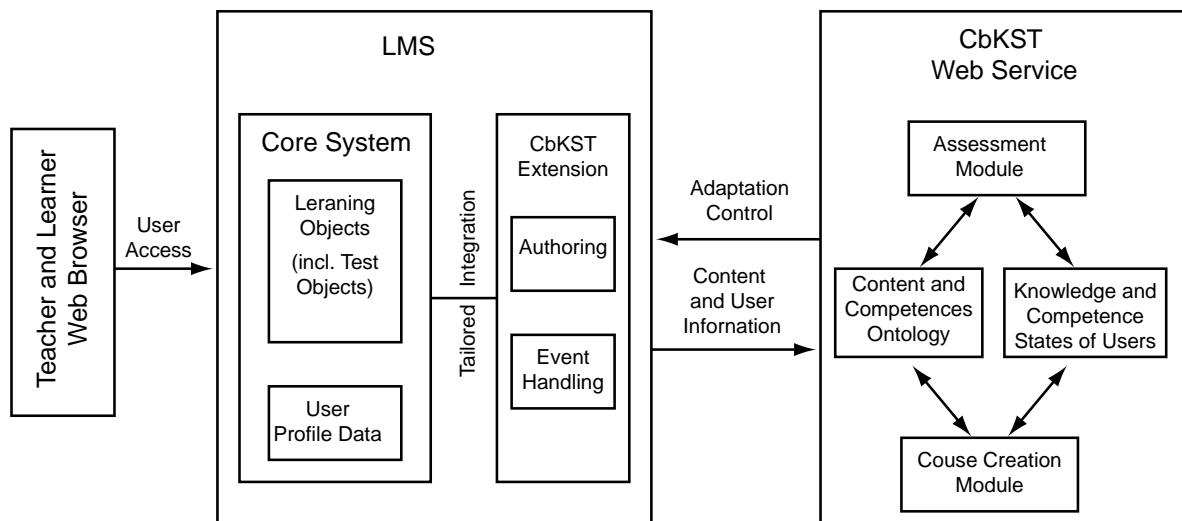 Teacher and Learner
Web Browser
User
Access
LMS
Core System
Leraning
Objects
(incl. Test
Objects)
User
Profile Data
Tailored Integration
CbKST
Extension
Authoring
Event
Handling
Adaptation
Control
Content
and User
Infornation
CbKST
Web Service
Assessment
Module
Content and
Competences
Ontology
Knowledge and
Competence
States of Users
Couse Creation
Module